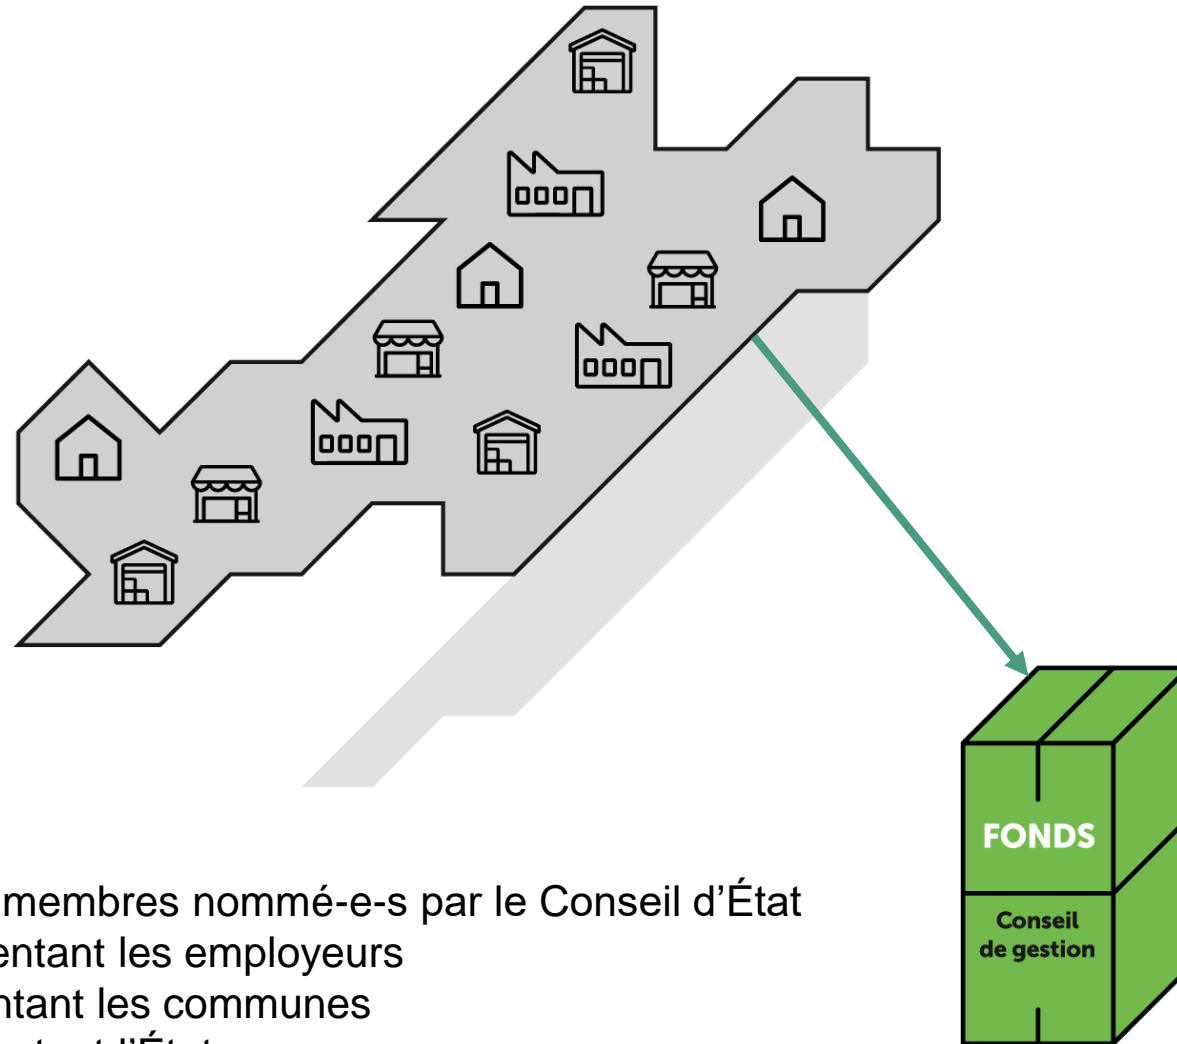 FONDS
Conseil
de gestion
membres nommé-e-s par le Conseil d’État
entant les employeurs
ntant les communes